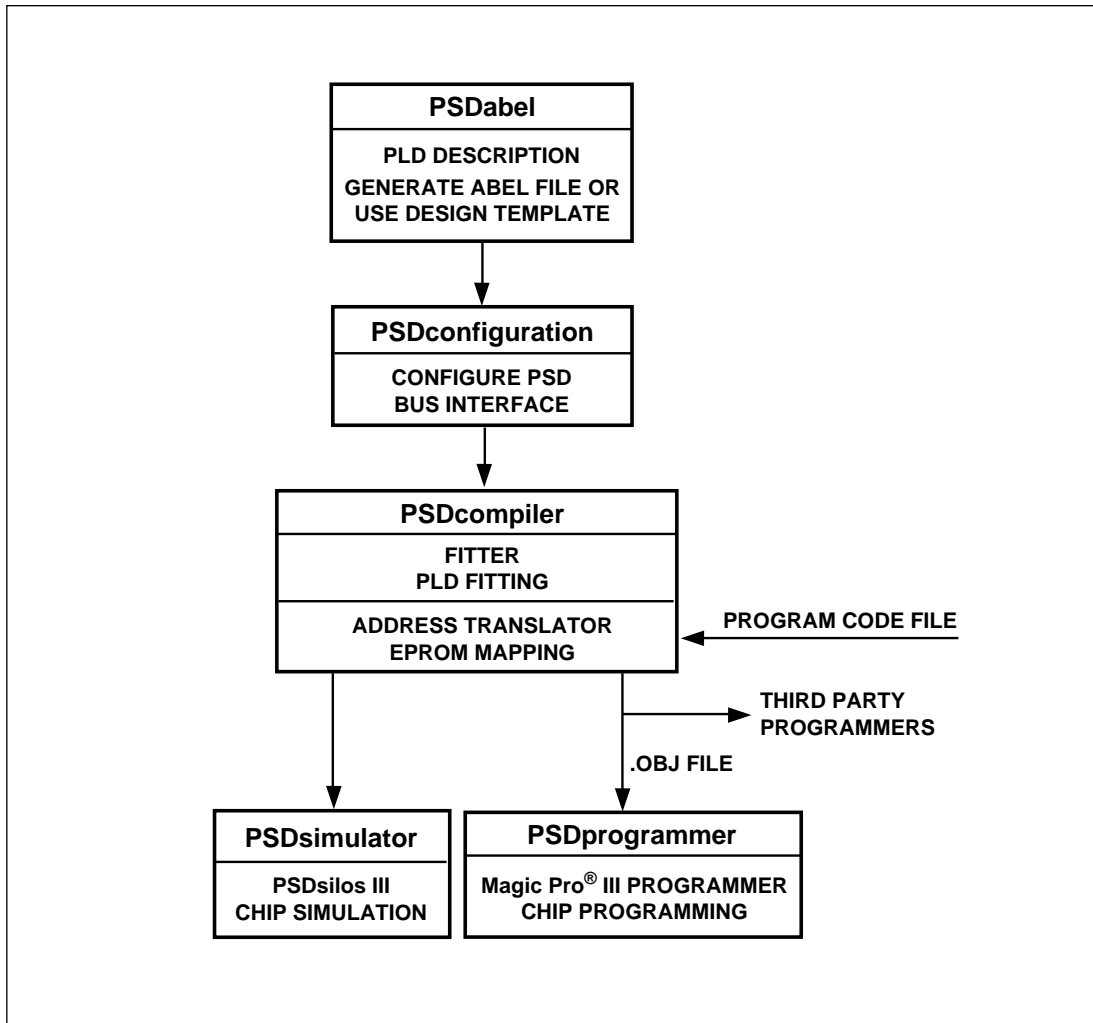 PSDabel
PLD DESCRIPTION
GENERATE ABEL FILE OR
USE DESIGN TEMPLATE
PSDconfiguration
CONFIGURE PSD
BUS INTERFACE
PSDcompiler
FITTER
PLD FITTING
ADDRESS TRANSLATOR
EPROM MAPPING
PROGRAM CODE FILE
THIRD PARTY
PROGRAMMERS
.OBJ FILE
PSDsimulator
PSDsilos III
CHIP SIMULATION
PSDprogrammer
Magic Pro® III PROGRAMMER
CHIP PROGRAMMING